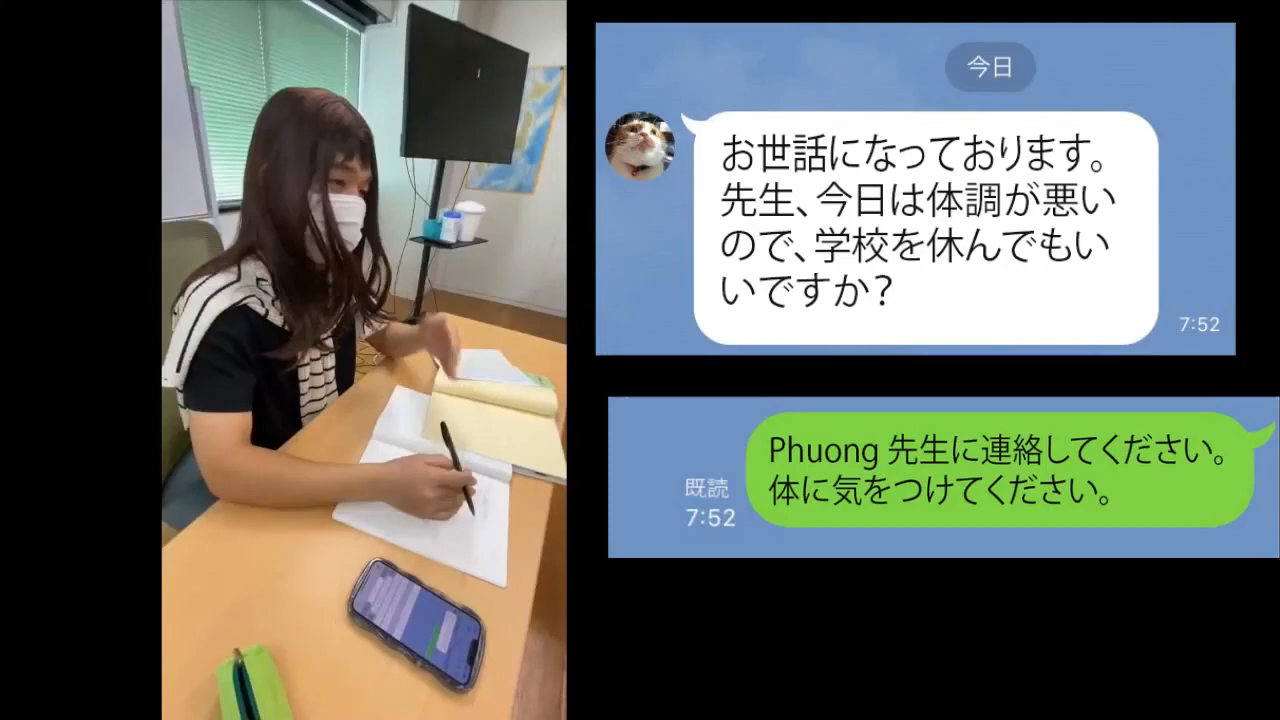 今日
お世話になっております。
先生、今日は体調が悪い
ので、学校を休んでもい
いですか？
7:52
Phuong 先生に連絡してください。
体に気をつけてください。
既読
7:52